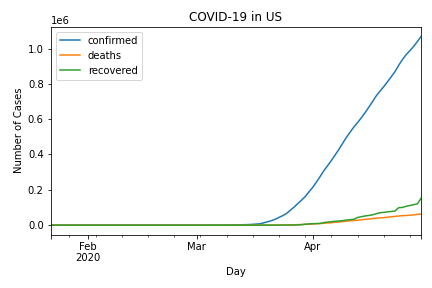 COVID-19 in US
1e6
confirmed
deaths
recovered
1.0
0.8
0.6
0.4
0.2
0.0
Number of Cases
Feb
2020
Mar
Apr
Day